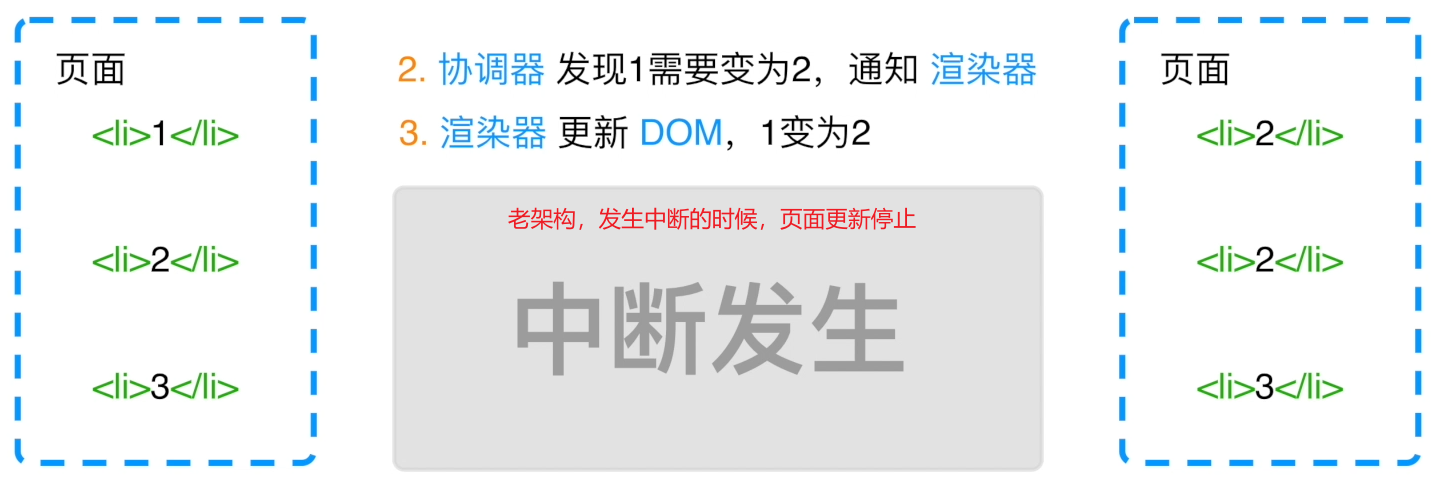 页面
<li>1</li>
<li>2</li>
<li>3</li>
2. 协调器 发现1需要变为2，通知 渲染器
3. 渲染器 更新 DOM，1变为2
老架构，发生中断的时候，页面更新停止
中断发生
页面
<li>2</li>
<li>2</li>
<li>3</li>